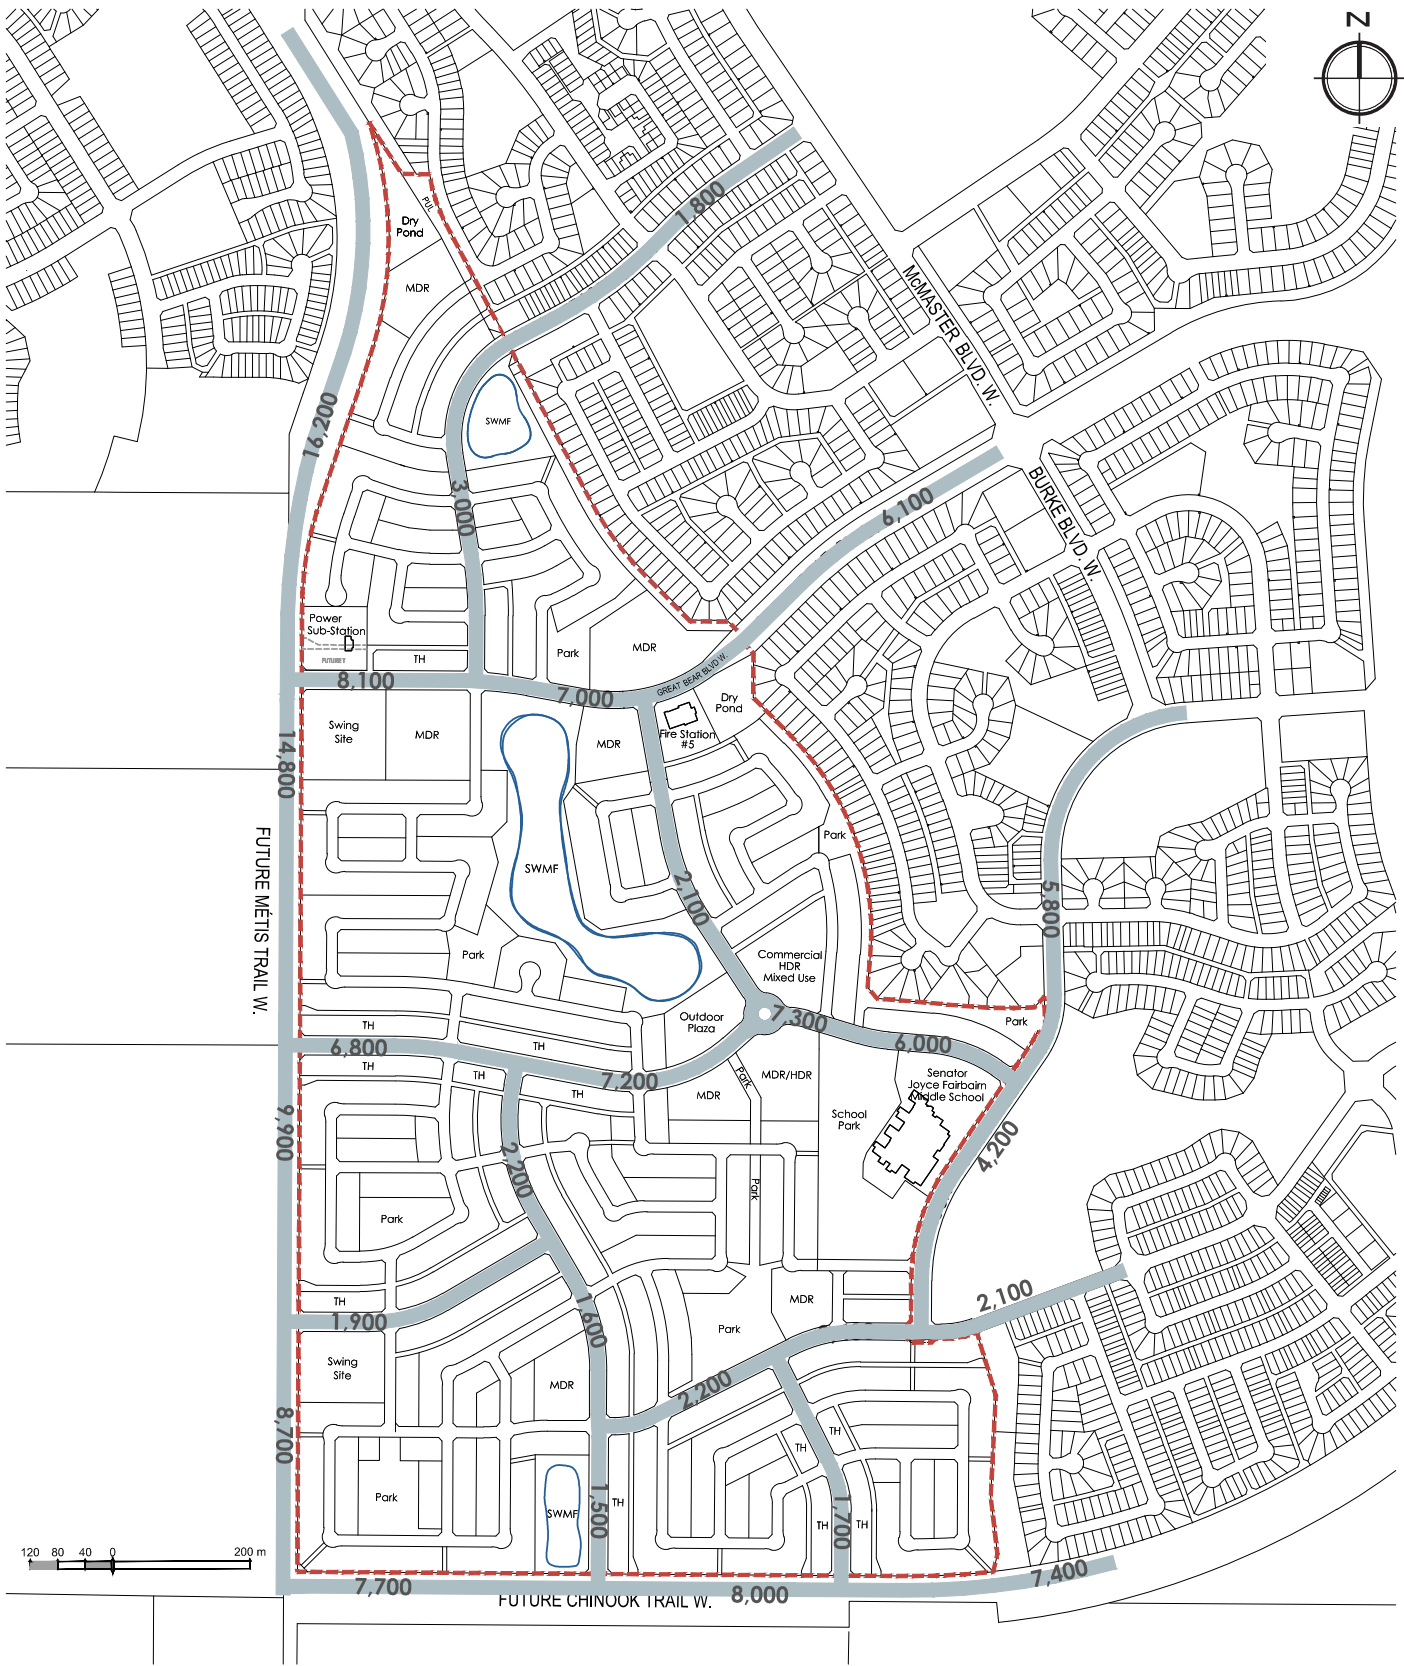 Z
1,800
PUL
Dry
Pond
MDR
McMASTER BLVD. W.
16,200
SWMF
3,000
6,100
BURKE BLVD. W.
Power
Sub-Station
FUTURE?
TH
Park
MDR
8,100
7,000
GREAT BEAR BLVD W.
Dry
Pond
Swing
Site
MDR
MDR
Fire Station
#5
14,800
Park
FUTURE MÉTIS TRAIL W.
SWMF
2,100
5,800
Park
Commercial
HDR
Mixed Use
TH
Outdoor
Plaza
7,300
Park
6,800
TH
6,000
TH
TH
7,200
Park
MDR/HDR
Senator
Joyce Fairbairn
Middle School
TH
MDR
School
Park
9,900
2,200
4,200
Park
Park
TH
1,900
1,600
MDR
Park
2,100
Swing
Site
MDR
2,200
8,700
TH
TH
Park
SWMF
1,500
TH
TH
1,700
TH
120 80 40 0 200 m
7,700
8,000
7,400
FUTURE CHINOOK TRAIL W.